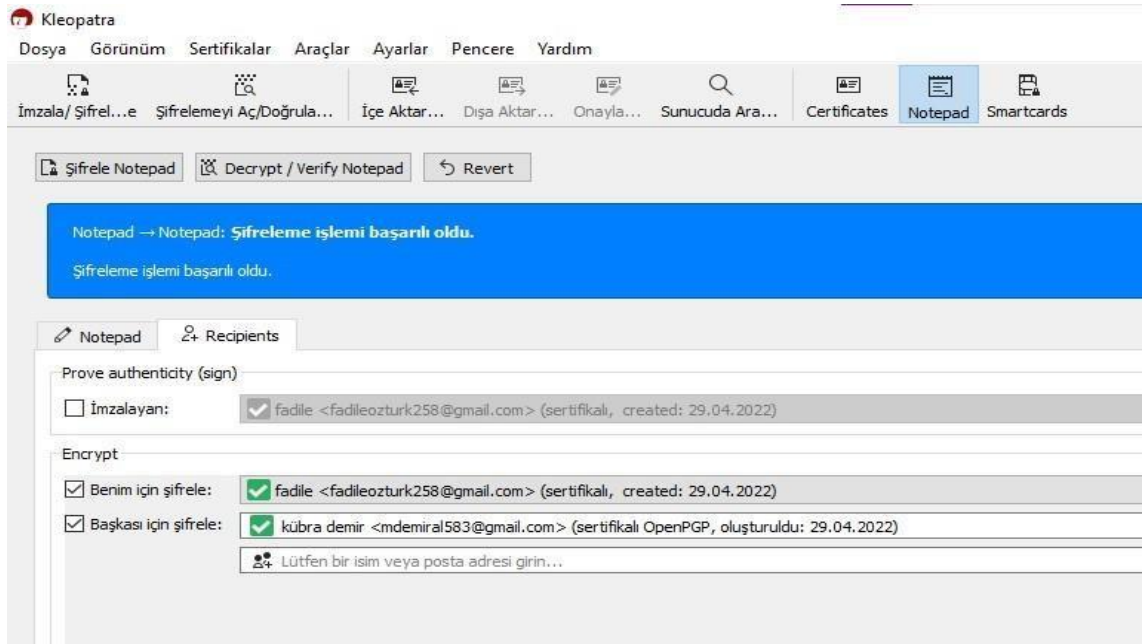 Kleopatra
Dosya Görünüm Sertifikalar Araçlar Ayarlar Pencere Yardım
İmzala/ Şifrel...e Şifrelemeyi Aç/Doğrula... İçe Aktar... Dışa Aktar... Onayla... Sunucuda Ara... Certificates Notepad Smartcards
Şifrele Notepad Decrypt / Verify Notepad Revert
Notepad → Notepad: Şifreleme işlemi başarılı oldu.
Şifreleme işlemi başarılı oldu.
Notepad Recipients
Prove authenticity (sign)
İmzalayan: fadile <fadileozturk258@gmail.com> (sertifikalı, created: 29.04.2022)
Encrypt
Benim için şifrele: fadile <fadileozturk258@gmail.com> (sertifikalı, created: 29.04.2022)
Başkası için şifrele: kübra demir <mdemiral583@gmail.com> (sertifikalı OpenPGP, oluşturuldu: 29.04.2022)
Lütfen bir isim veya posta adresi girin...